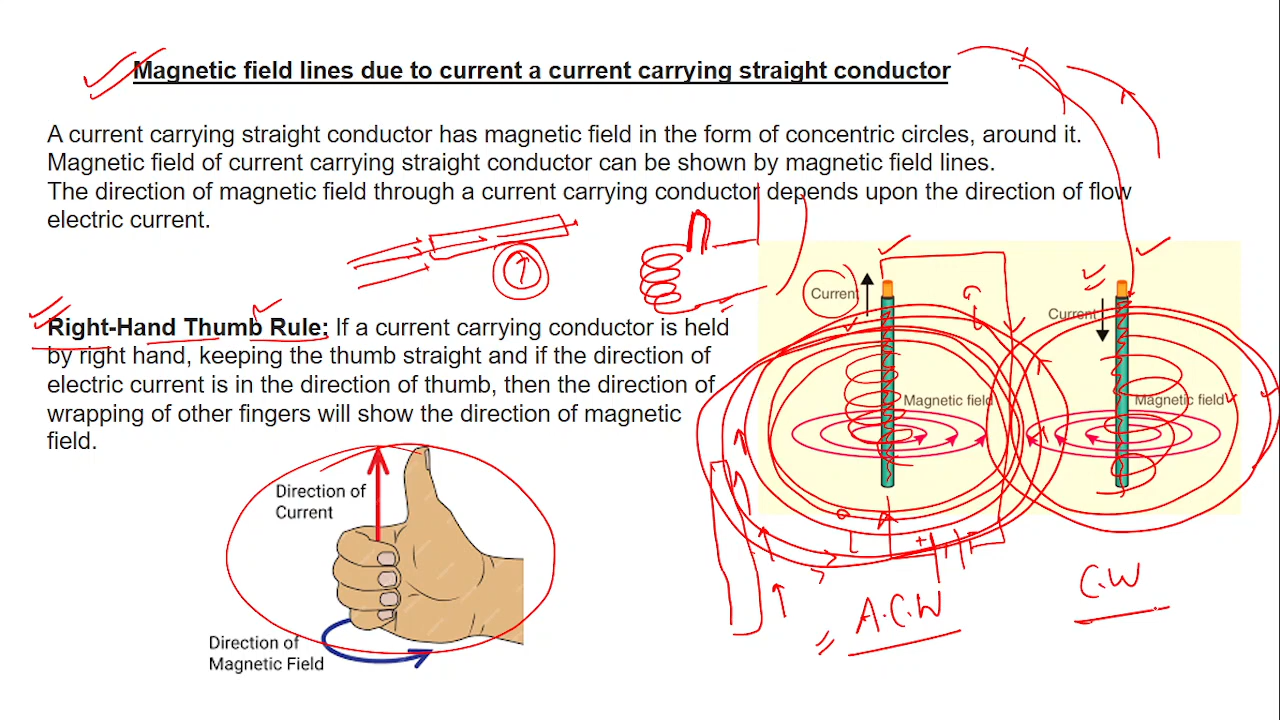 Magnetic field lines due to current a current carrying straight conductor
A current carrying straight conductor has magnetic field in the form of concentric circles, around it.
Magnetic field of current carrying straight conductor can be shown by magnetic field lines.
The direction of magnetic field through a current carrying conductor depends upon the direction of flow
electric current.
Right-Hand Thumb Rule: If a current carrying conductor is held
by right hand, keeping the thumb straight and if the direction of
electric current is in the direction of thumb, then the direction of
wrapping of other fingers will show the direction of magnetic
field.
Direction of
Current
Direction of
Magnetic Field
Current
Magnetic field
Current
Magnetic field
+
A.C.W
C.W